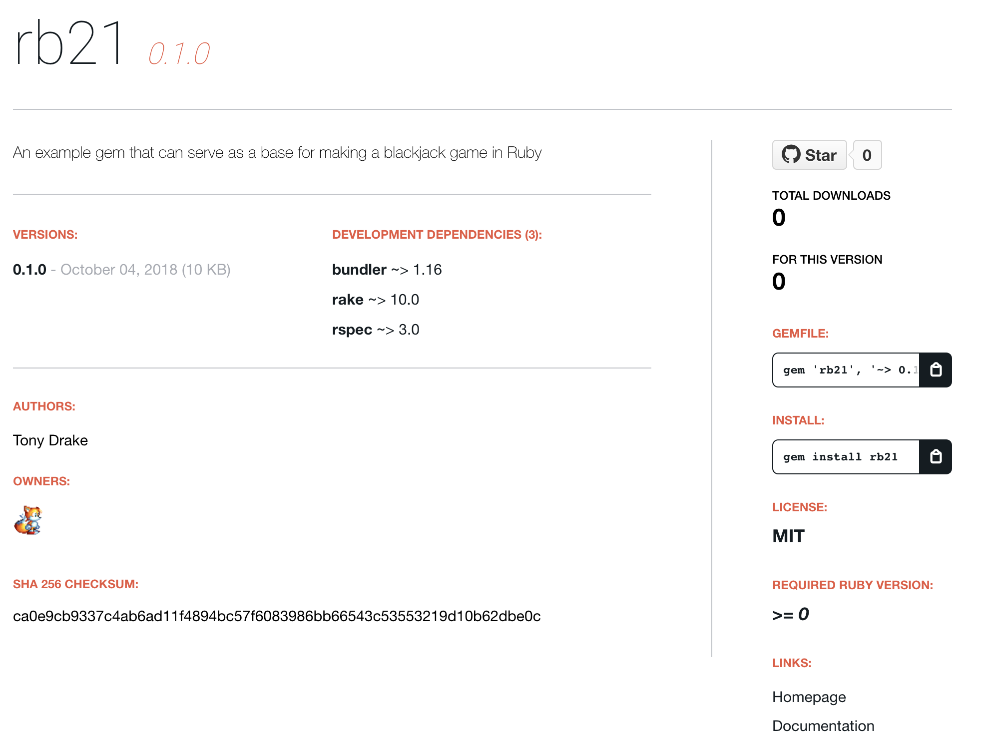 rb21 0.1.0
An example gem that can serve as a base for making a blackjack game in Ruby
VERSIONS:
0.1.0 - October 04, 2018 (10 KB)
DEVELOPMENT DEPENDENCIES (3):
bundler ~> 1.16
rake ~> 10.0
rspec ~> 3.0
AUTHORS:
Tony Drake
OWNERS:
SHA 256 CHECKSUM:
ca0e9cb9337c4ab6ad11f4894bc57f6083986bb66543c53553219d10b62dbe0c
Star 0
TOTAL DOWNLOADS
0
FOR THIS VERSION
0
GEMFILE:
gem 'rb21', '~> 0.1
INSTALL:
gem install rb21
LICENSE:
MIT
REQUIRED RUBY VERSION:
>= 0
LINKS:
Homepage
Documentation